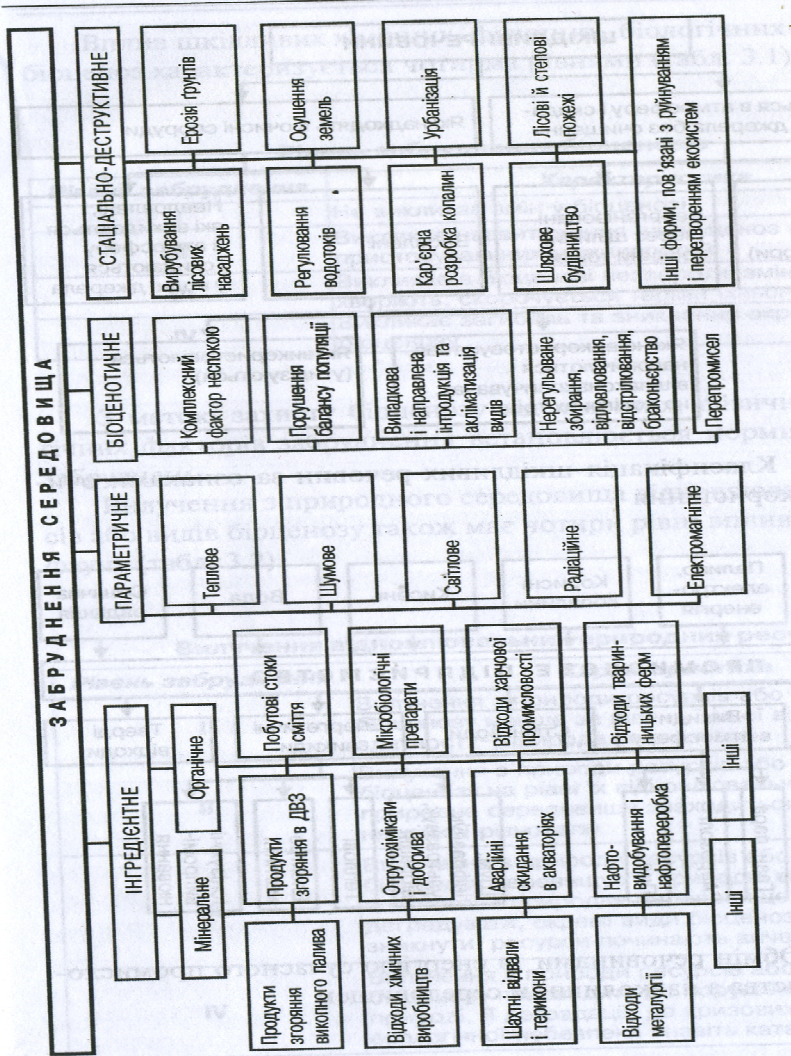 ЗАБРУДНЕННЯ СЕРЕДОВИЩА
ІНГРЕДІЄНТНЕ
Мінеральне
Органічне
Продукти
згоряння
викопного палива
Продукти
згоряння в ДВЗ
Побутові стоки
і сміття
Відходи хімічних
виробництв
Отрутохімікати
і добрива
Мікробіологічні
препарати
Шахтні відвали
і терикони
Аварійні
скидання
в акваторіях
Відходи харчової
промисловості
Відходи
металургії
Нафто-
видобування і
нафтопереробка
Відходи тварин-
ницьких ферм
Інші
Інші
ПАРАМЕТРИЧНЕ
Теплове
Шумове
Світлове
Радіаційне
Електромагнітне
БІОЦЕНОТИЧНЕ
Комплексний
фактор неспокою
Порушення
балансу популяції
Випадкова
і направлена
інтродукція та
акліматизація
видів
Нерегульоване
збирання,
відловлювання,
відстрілювання,
браконьєрство
Перепромисел
СТАЦІАЛЬНО-ДЕСТРУКТИВНЕ
Вирубування
лісових
насаджень
Ерозія ґрунтів
Регулювання
водотоків
Осушення
земель
Кар'єрна
розробка копалин
Урбанізація
Шляхове
будівництво
Лісові й степові
пожежі
Інші форми, пов'язані з руйнуванням
і перетворенням екосистем